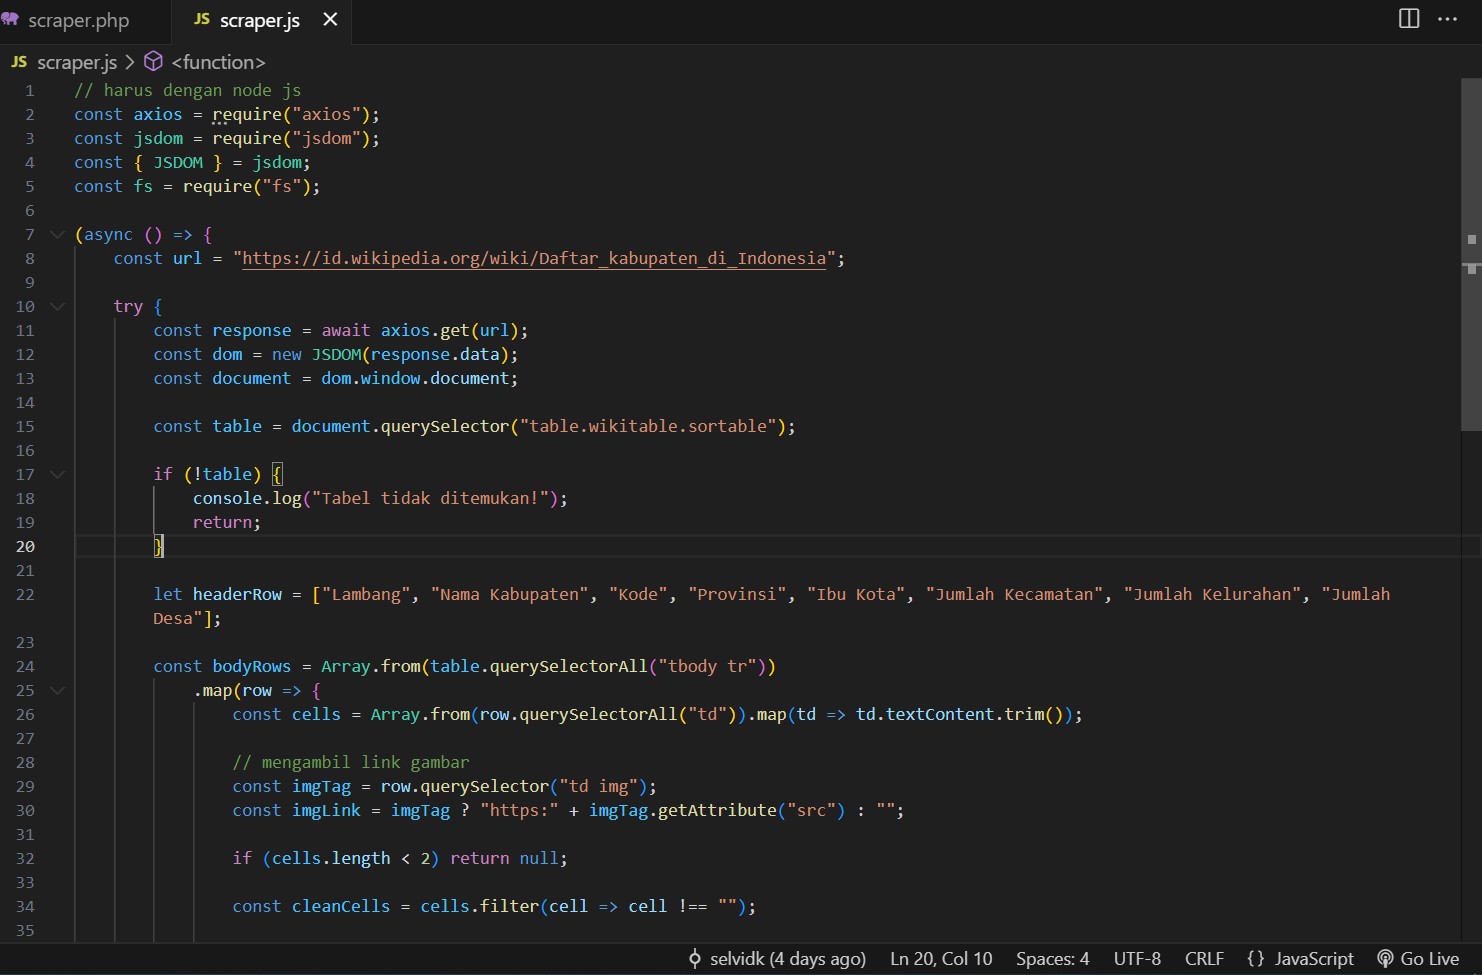 scraper.php
JS scraper.js ×
JS scraper.js > <function>
1 // harus dengan node js
2 const axios = require("axios");
3 const jsdom = require("jsdom");
4 const { JSDOM } = jsdom;
5 const fs = require("fs");
6
7 (async () => {
8 const url = "https://id.wikipedia.org/wiki/Daftar_kabupaten_di_Indonesia";
9
10 try {
11 const response = await axios.get(url);
12 const dom = new JSDOM(response.data);
13 const document = dom.window.document;
14
15 const table = document.querySelector("table.wikitable.sortable");
16
17 if (!table) {
18 console.log("Tabel tidak ditemukan!");
19 return;
20 }
21
22 let headerRow = ["Lambang", "Nama Kabupaten", "Kode", "Provinsi", "Ibu Kota", "Jumlah Kecamatan", "Jumlah Kelurahan", "Jumlah
Desa"];
23
24 const bodyRows = Array.from(table.querySelectorAll("tbody tr"))
25 .map(row => {
26 const cells = Array.from(row.querySelectorAll("td")).map(td => td.textContent.trim());
27
28 // mengambil link gambar
29 const imgTag = row.querySelector("td img");
30 const imgLink = imgTag ? "https:" + imgTag.getAttribute("src") : "";
31
32 if (cells.length < 2) return null;
33
34 const cleanCells = cells.filter(cell => cell !== "");
35
selvidk (4 days ago) Ln 20, Col 10 Spaces: 4 UTF-8 CRLF {} JavaScript Go Live